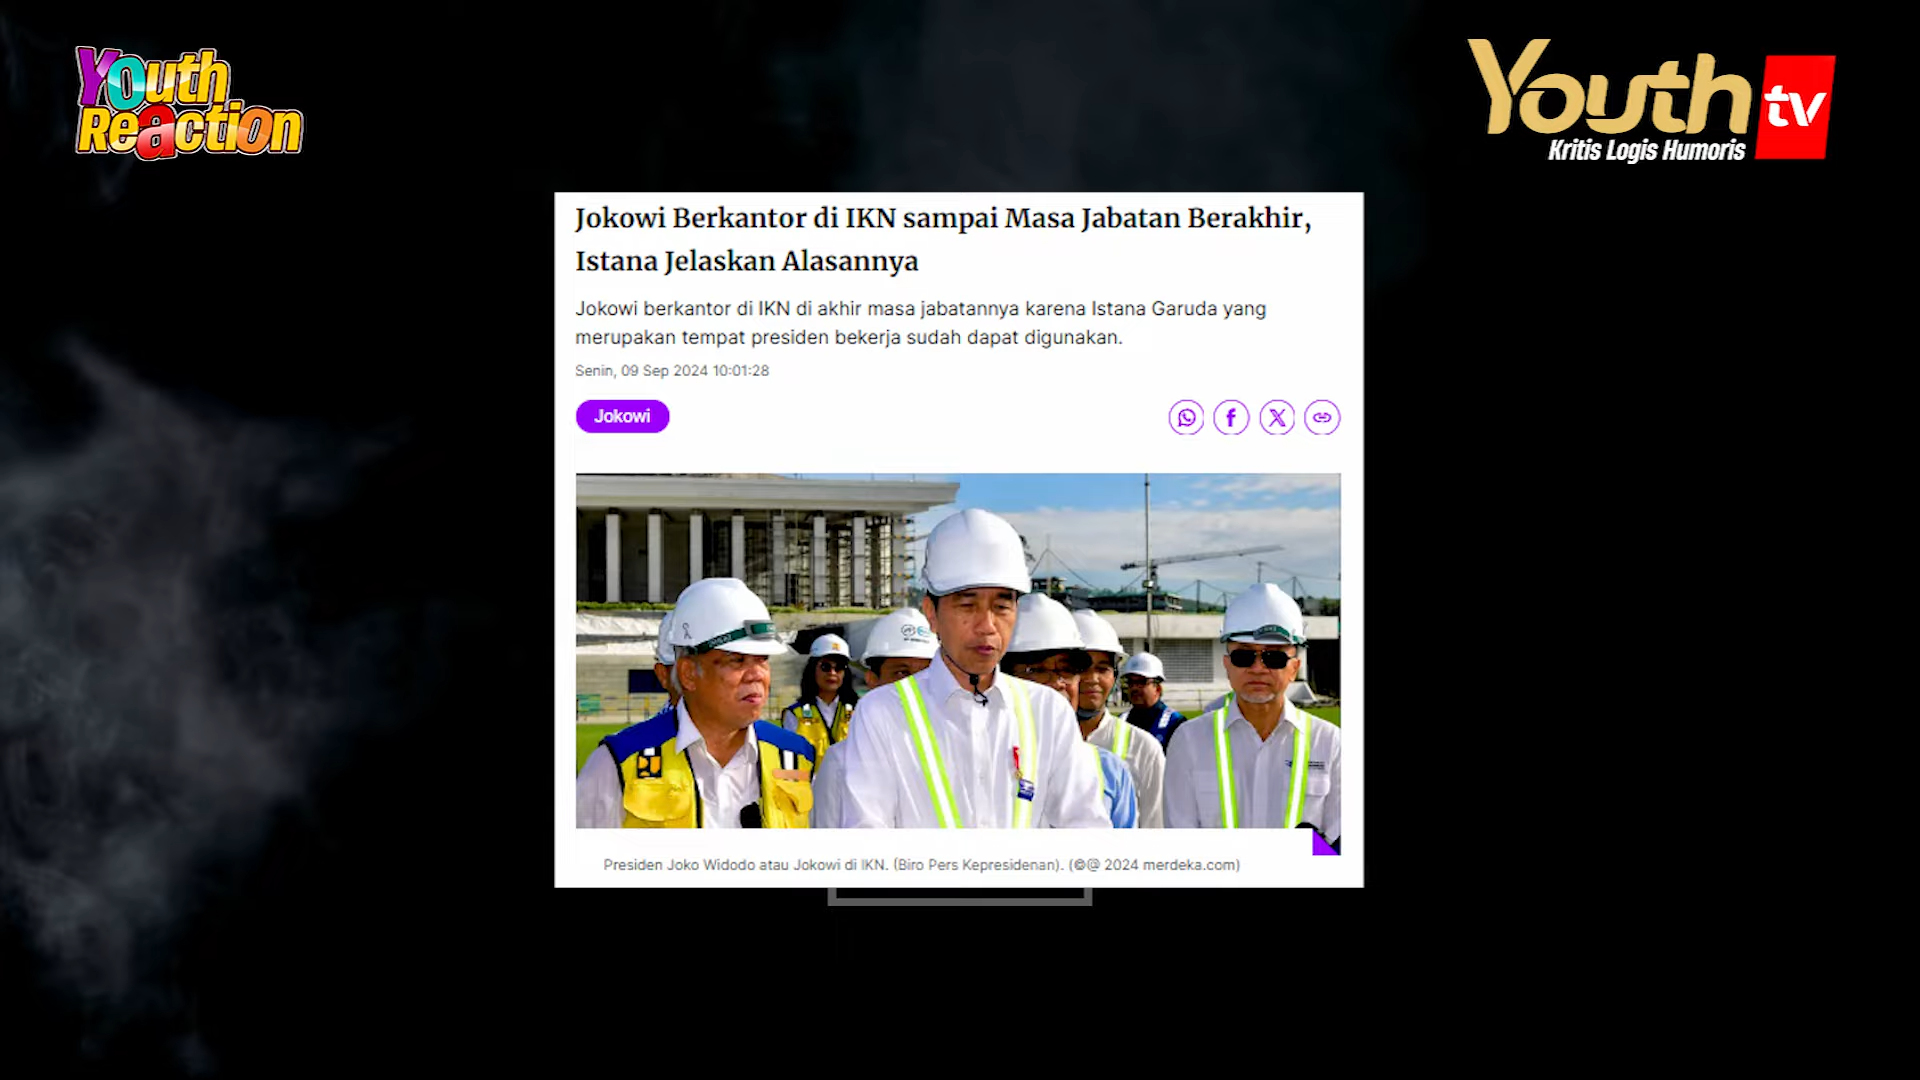 Youth
Reaction
Youth tv
Kritis Logis Humoris
Jokowi Berkantor di IKN sampai Masa Jabatan Berakhir,
Istana Jelaskan Alasannya
Jokowi berkantor di IKN di akhir masa jabatannya karena Istana Garuda yang
merupakan tempat presiden bekerja sudah dapat digunakan.
Senin, 09 Sep 2024 10:01:28
Jokowi
Presiden Joko Widodo atau Jokowi di IKN. (Biro Pers Kepresidenan). (©@ 2024 merdeka.com)